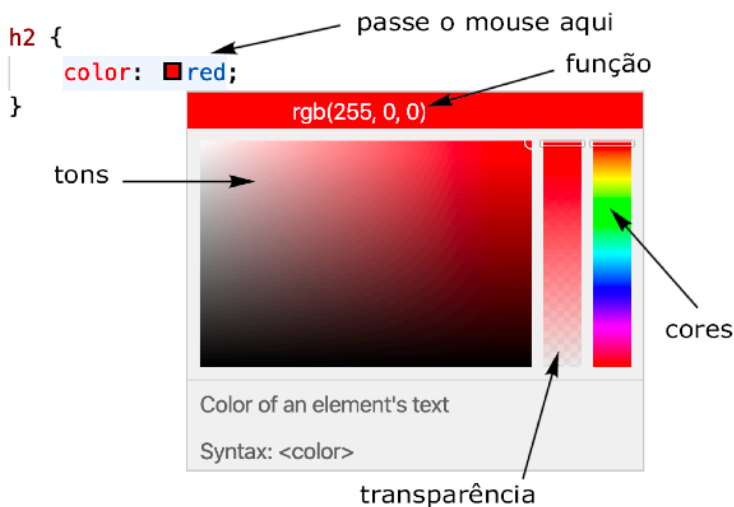 passe o mouse aqui
h2 {
color: red;
função
}
rgb(255, 0, 0)
tons
cores
Color of an element's text
Syntax: <color>
transparência